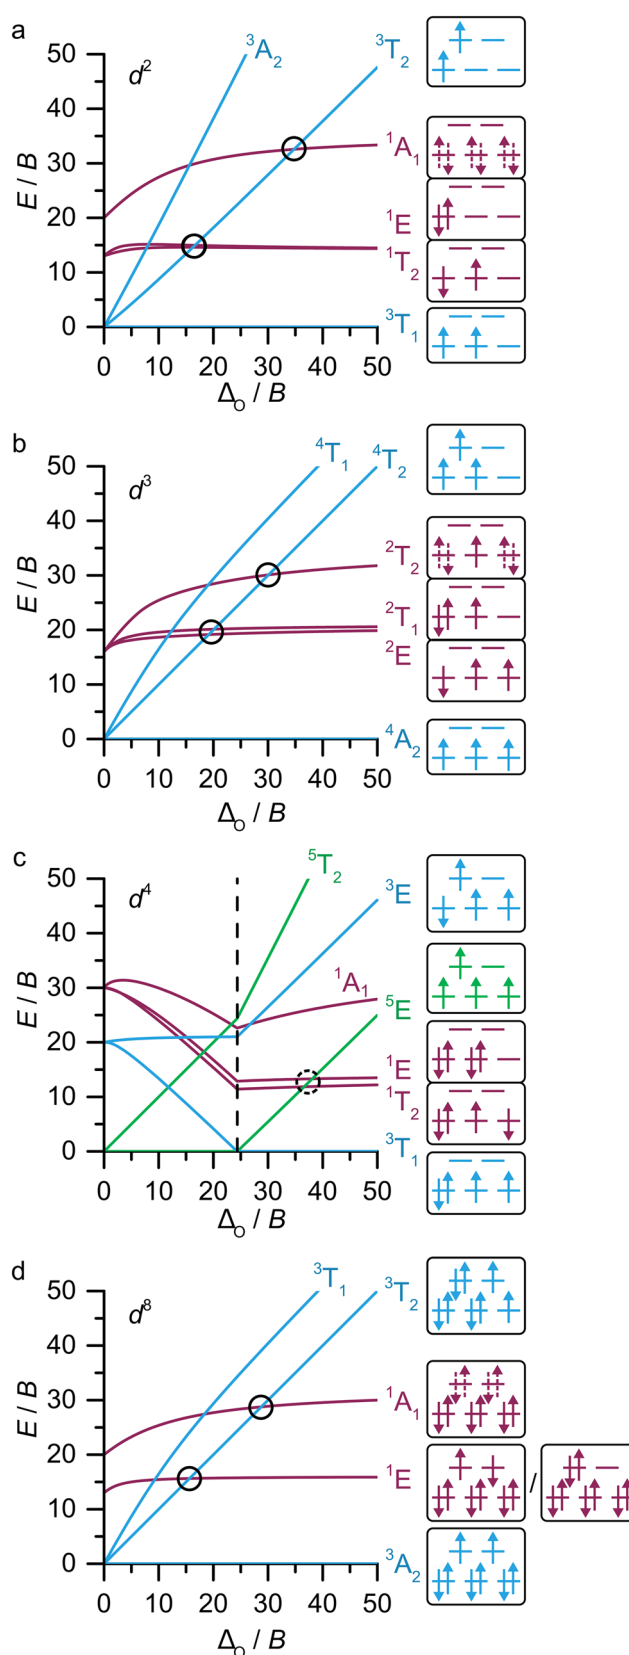 a
d²
³A₂
³T₂
50
40
30
20
10
0
E / B
¹A₁
¹E
¹T₂
³T₁
0 10 20 30 40 50
Δ₀ / B
b
d³
⁴T₁
⁴T₂
50
40
30
20
10
0
E / B
²T₂
²T₁
²E
⁴A₂
0 10 20 30 40 50
Δ₀ / B
c
d⁴
⁵T₂
³E
50
40
30
20
10
0
E / B
¹A₁
⁵E
¹E
¹T₂
³T₁
0 10 20 30 40 50
Δ₀ / B
d
d⁸
³T₁
³T₂
50
40
30
20
10
0
E / B
¹A₁
¹E
/
³A₂
0 10 20 30 40 50
Δ₀ / B